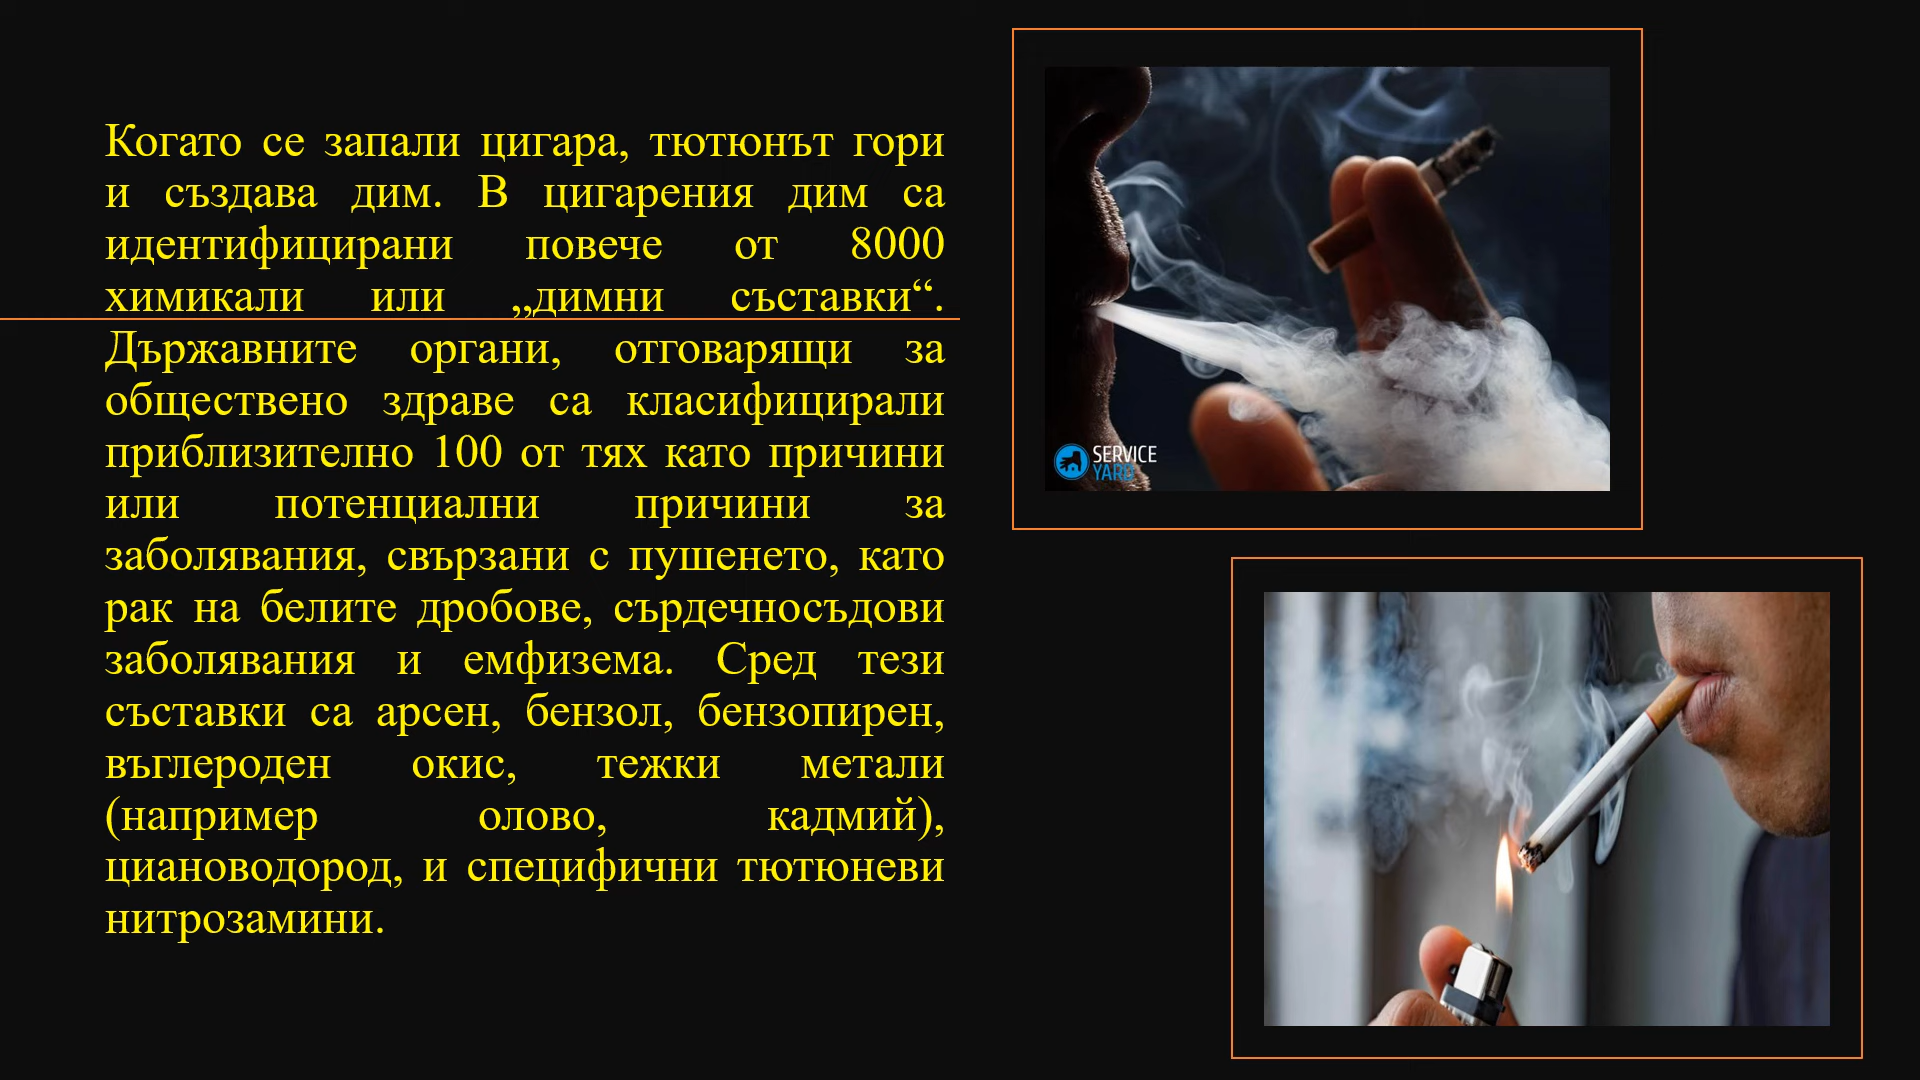 Когато се запали цигара, тютюнът гори
и създава дим. В цигарения дим са
идентифицирани повече от 8000
химикали или „димни съставки“.
Държавните органи, отговарящи за
обществено здраве са класифицирали
приблизително 100 от тях като причини
или потенциални причини за
заболявания, свързани с пушенето, като
рак на белите дробове, сърдечносъдови
заболявания и емфизема. Сред тези
съставки са арсен, бензол, бензопирен,
въглероден окис, тежки метали
(например олово, кадмий),
циановодород, и специфични тютюневи
нитрозамини.
SERVICE
YARD